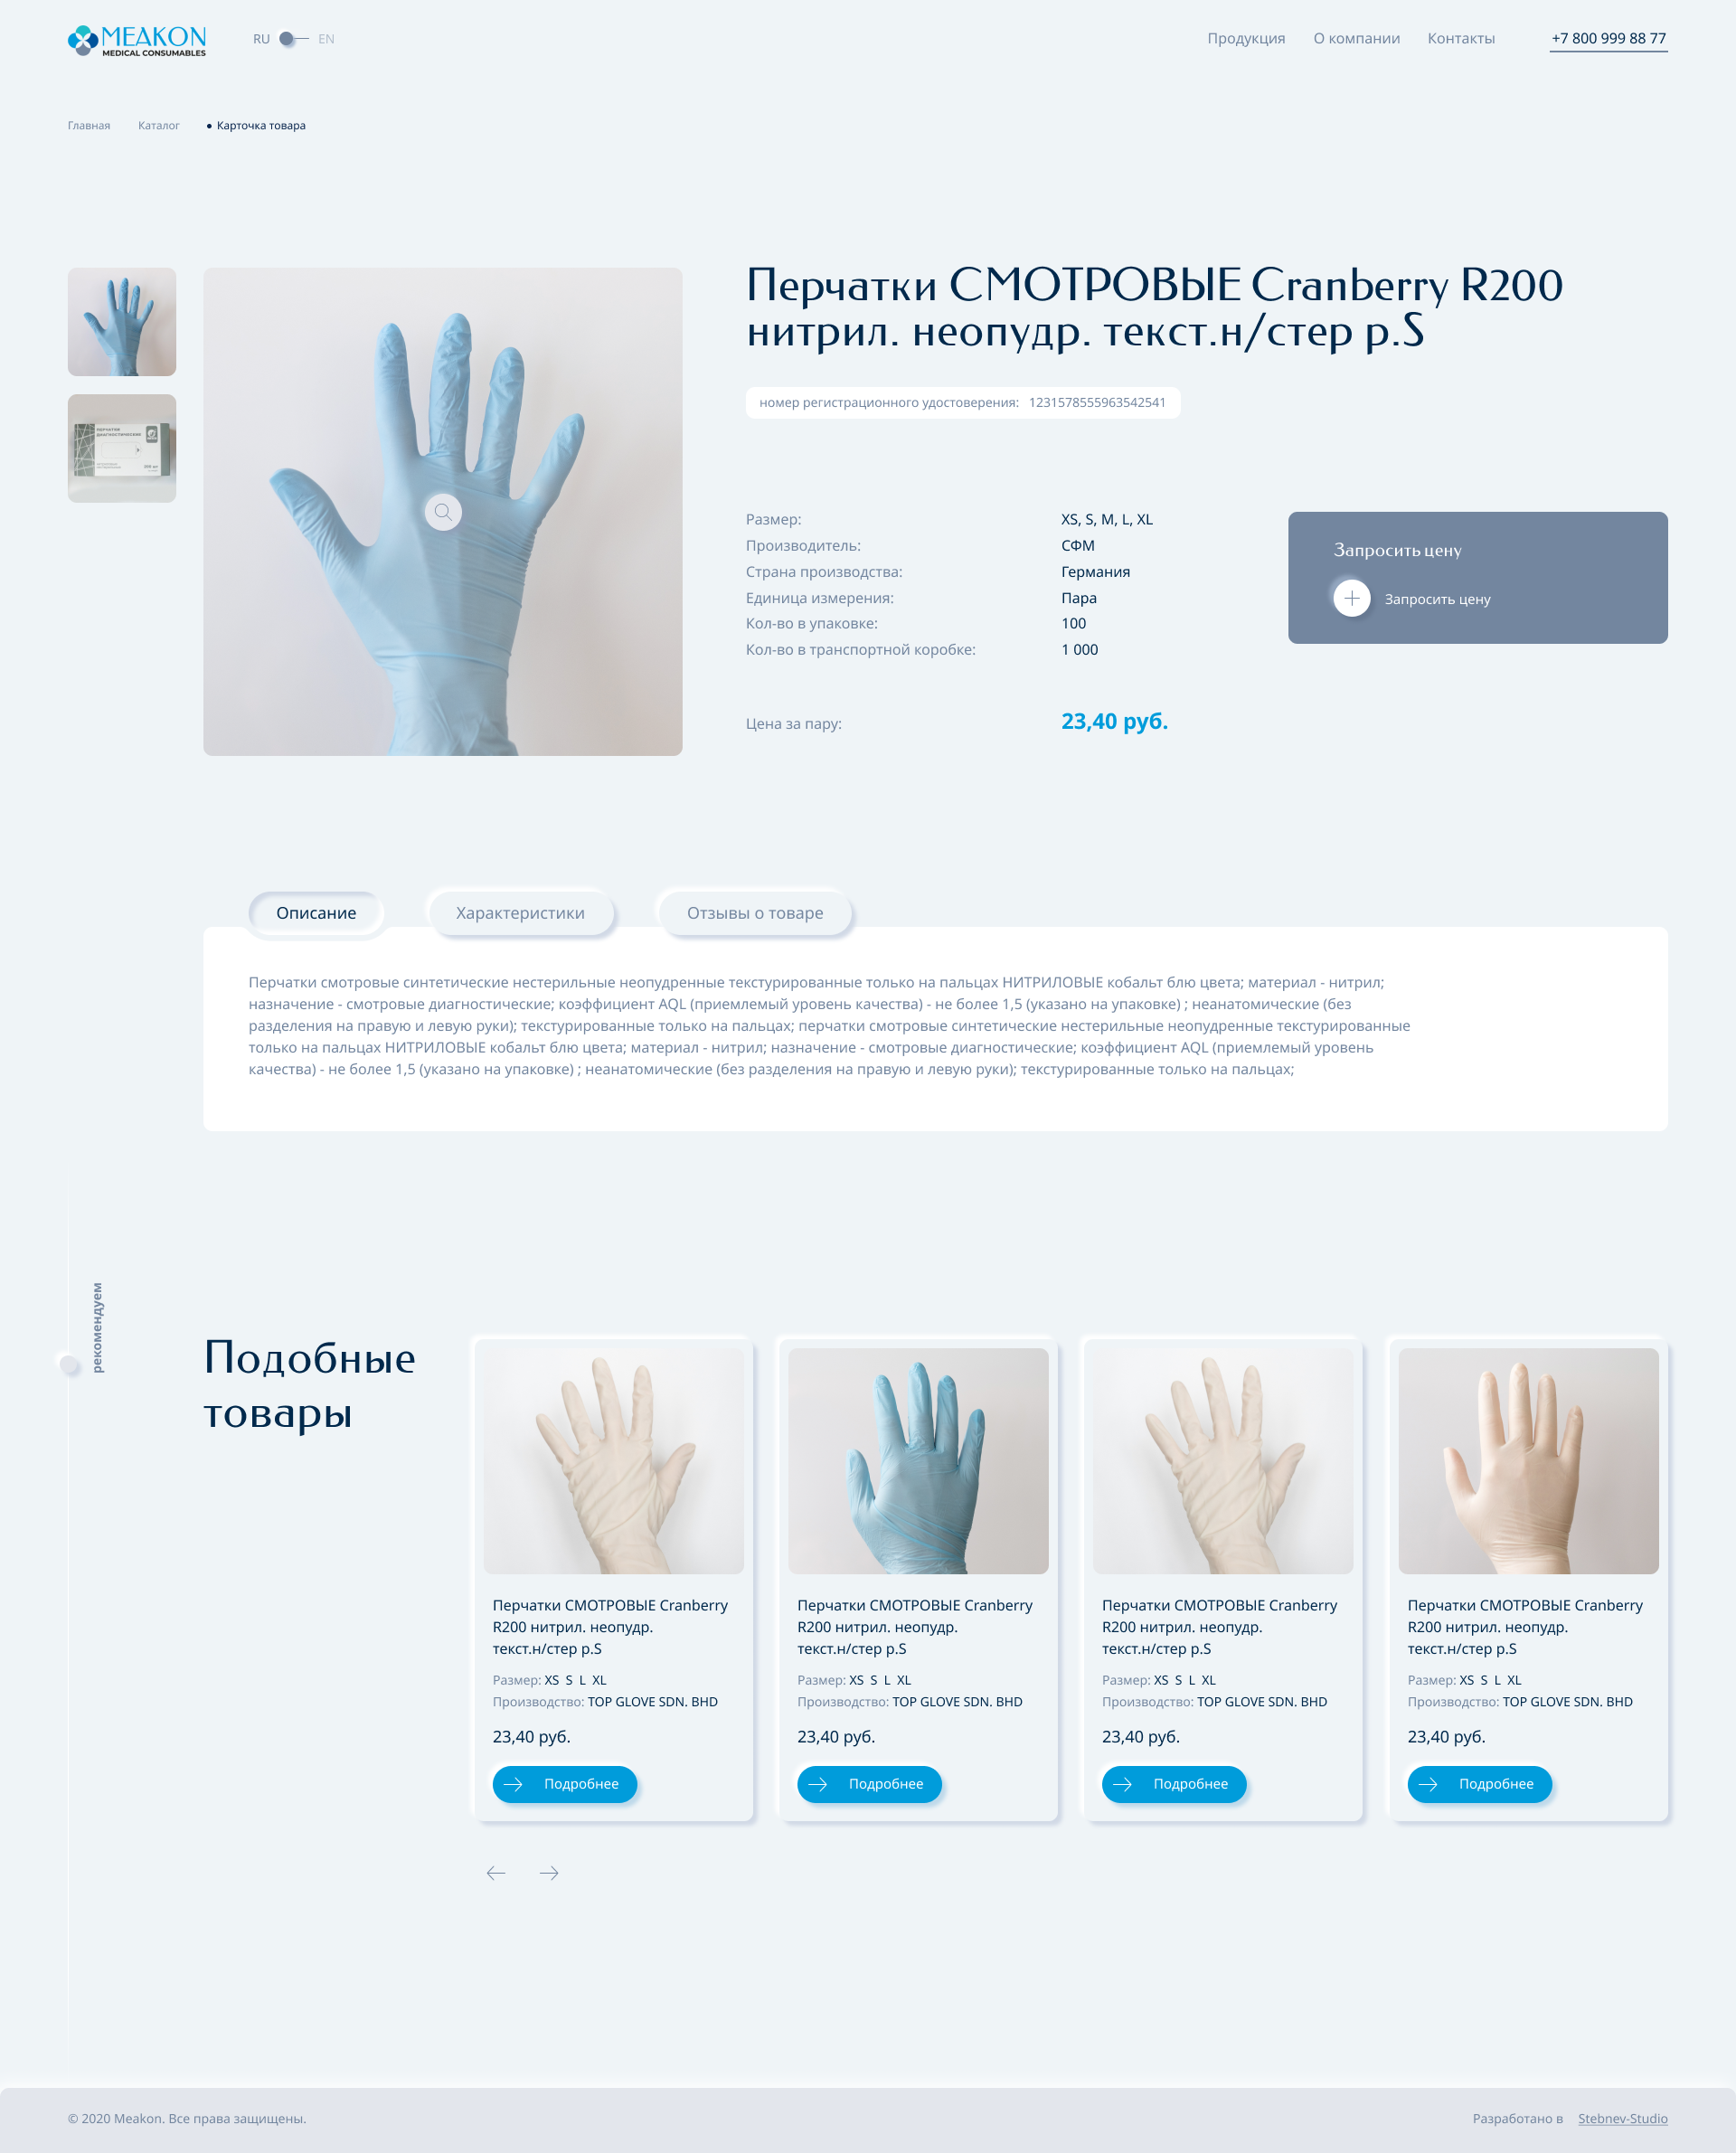 MEAKON
MEDICAL CONSUMABLES
RU EN
Продукция О компании Контакты +7 800 999 88 77
Главная Каталог • Карточка товара
Перчатки СМОТРОВЫЕ Cranberry R200
нитрил. неопудр. текст.н/стер р.S
номер регистрационного удостоверения: 1231578555963542541
ПЕРЧАТКИ
ДИАГНОСТИЧЕСКИЕ
Размер: XS, S, M, L, XL
Производитель: СФМ
Страна производства: Германия
Единица измерения: Пара
Кол-во в упаковке: 100
Кол-во в транспортной коробке: 1 000
Запросить цену
Запросить цену
Цена за пару: 23,40 руб.
Описание Характеристики Отзывы о товаре
Перчатки смотровые синтетические нестерильные неопудренные текстурированные только на пальцах НИТРИЛОВЫЕ кобальт блю цвета; материал - нитрил;
назначение - смотровые диагностические; коэффициент AQL (приемлемый уровень качества) - не более 1,5 (указано на упаковке) ; неанатомические (без
разделения на правую и левую руки); текстурированные только на пальцах; перчатки смотровые синтетические нестерильные неопудренные текстурированные
только на пальцах НИТРИЛОВЫЕ кобальт блю цвета; материал - нитрил; назначение - смотровые диагностические; коэффициент AQL (приемлемый уровень
качества) - не более 1,5 (указано на упаковке) ; неанатомические (без разделения на правую и левую руки); текстурированные только на пальцах;
рекомендуем
Подобные
товары
Перчатки СМОТРОВЫЕ Cranberry
R200 нитрил. неопудр.
текст.н/стер р.S
Размер: XS S L XL
Производство: TOP GLOVE SDN. BHD
23,40 руб.
Подробнее
Перчатки СМОТРОВЫЕ Cranberry
R200 нитрил. неопудр.
текст.н/стер р.S
Размер: XS S L XL
Производство: TOP GLOVE SDN. BHD
23,40 руб.
Подробнее
Перчатки СМОТРОВЫЕ Cranberry
R200 нитрил. неопудр.
текст.н/стер р.S
Размер: XS S L XL
Производство: TOP GLOVE SDN. BHD
23,40 руб.
Подробнее
Перчатки СМОТРОВЫЕ Cranberry
R200 нитрил. неопудр.
текст.н/стер р.S
Размер: XS S L XL
Производство: TOP GLOVE SDN. BHD
23,40 руб.
Подробнее
© 2020 Meakon. Все права защищены.
Разработано в Stebnev-Studio